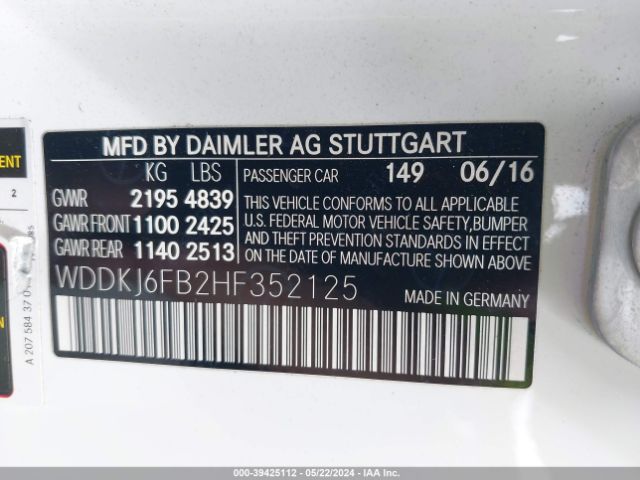 MFD BY DAIMLER AG STUTTGART
KG LBS
GVWR 2195 4839
GAWR FRONT 1100 2425
GAWR REAR 1140 2513
PASSENGER CAR 149 06/16
THIS VEHICLE CONFORMS TO ALL APPLICABLE
U.S. FEDERAL MOTOR VEHICLE SAFETY, BUMPER
AND THEFT PREVENTION STANDARDS IN EFFECT
ON THE DATE OF MANUFACTURE SHOWN ABOVE.
WDDKJ6FB2HF352125
MADE IN GERMANY
2
A 207 584 37 0
000-39425112 - 05/22/2024 - IAA Inc.